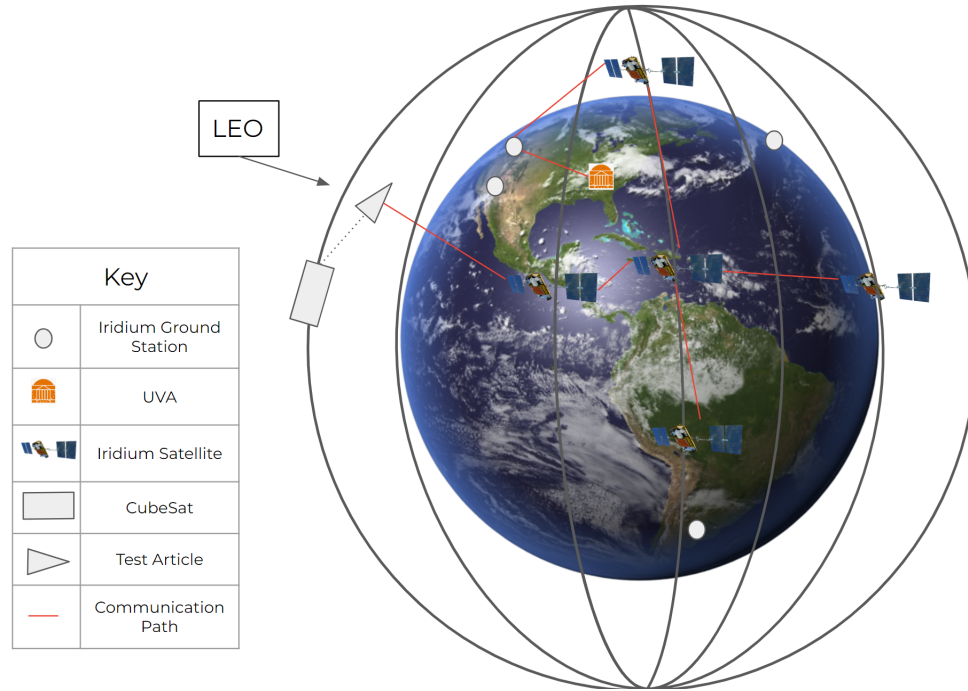 LEO
Key
Iridium Ground
Station
UVA
Iridium Satellite
CubeSat
Test Article
Communication
Path